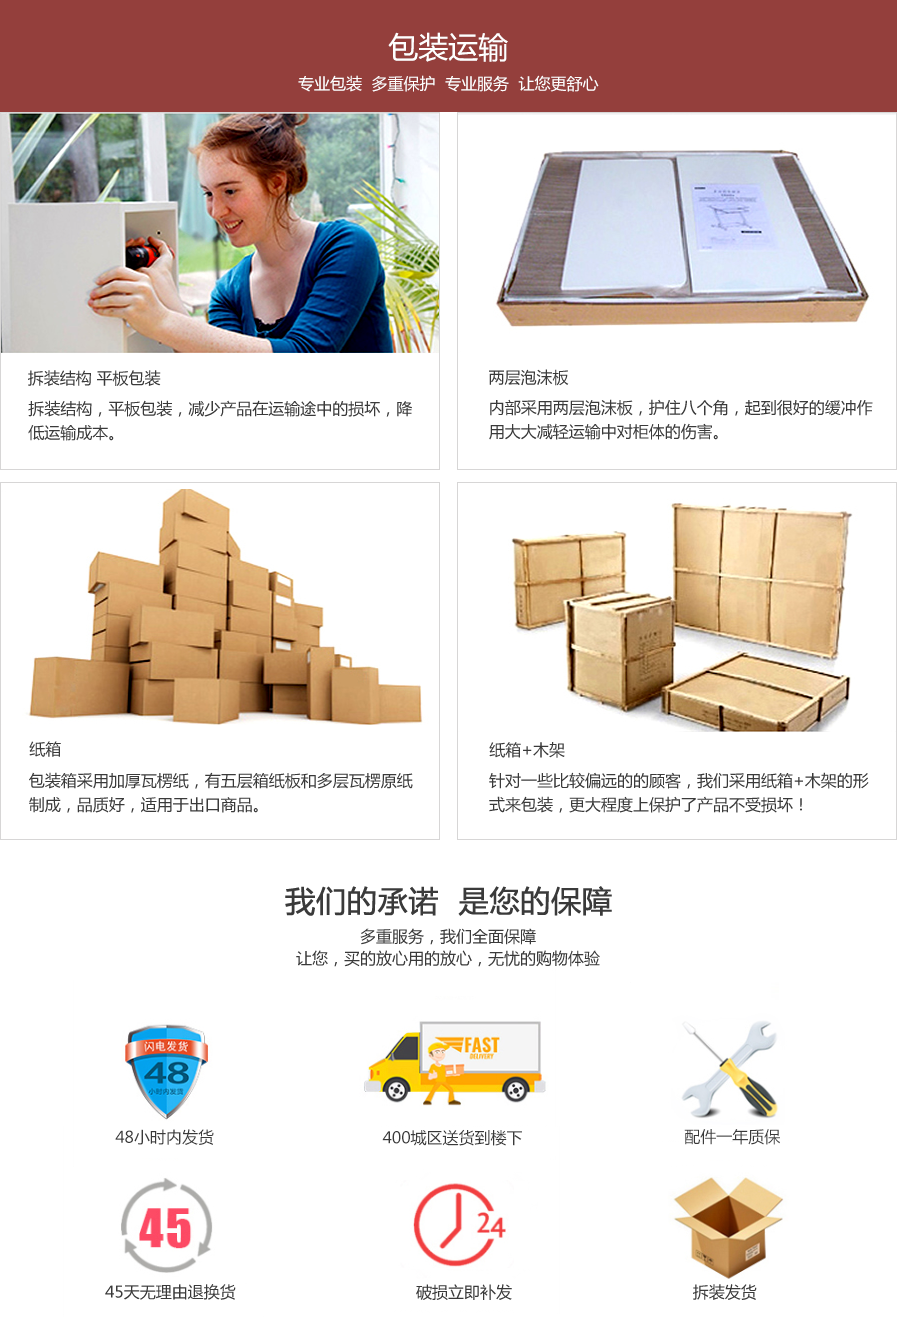 包装运输
专业包装 多重保护 专业服务 让您更舒心
拆装结构 平板包装
拆装结构，平板包装，减少产品在运输途中的损坏，降
低运输成本。
两层泡沫板
内部采用两层泡沫板，护住八个角，起到很好的缓冲作
用大大减轻运输中对柜体的伤害。
纸箱
包装箱采用加厚瓦楞纸，有五层箱纸板和多层瓦楞原纸
制成，品质好，适用于出口商品。
纸箱+木架
针对一些比较偏远的的顾客，我们采用纸箱+木架的形
式来包装，更大程度上保护了产品不受损坏！
我们的承诺 是您的保障
多重服务，我们全面保障
让您，买的放心用的放心，无忧的购物体验
闪电发货
48
小时内发货
FAST
DELIVERY
48小时内发货
400城区送货到楼下
配件一年质保
45
24
45天无理由退换货
破损立即补发
拆装发货